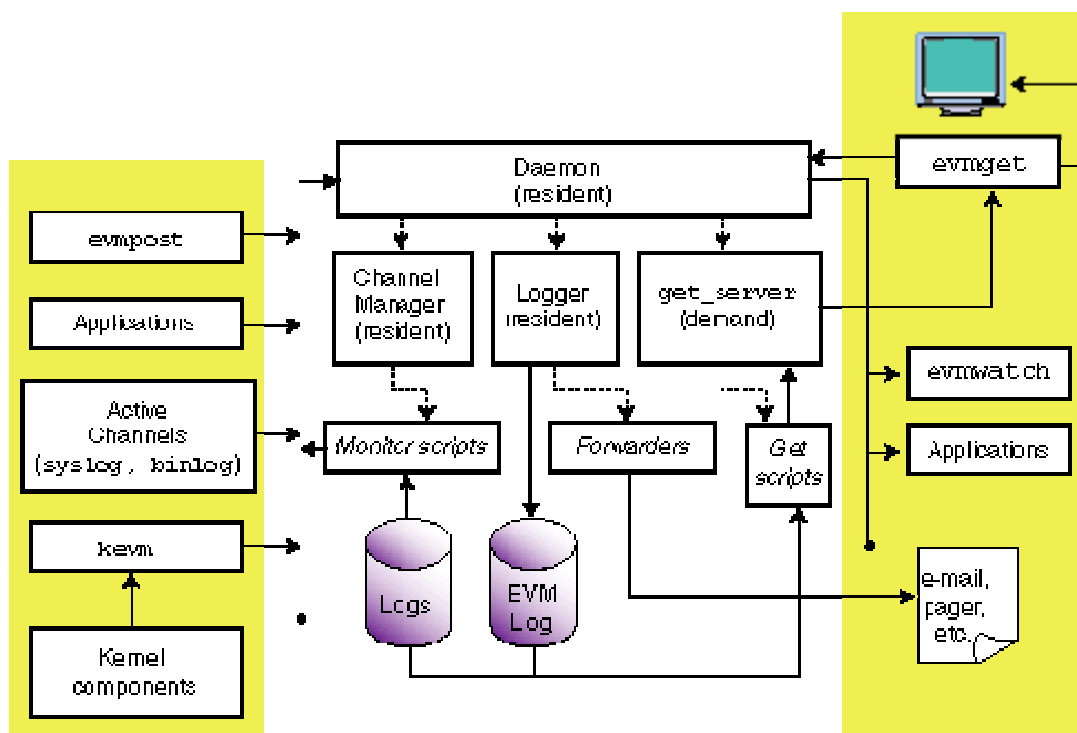 evmget
Daemon
(resident)
evmpost
Channel
Manager
(resident)
Logger
(resident)
get_server
(demand)
Applications
evmwatch
Active
Channels
(syslog, binlog)
Monitor scripts
Forwarders
Get
scripts
Applications
kevm
Logs
EVM
Log
e-mail,
pager,
etc.
Kernel
components